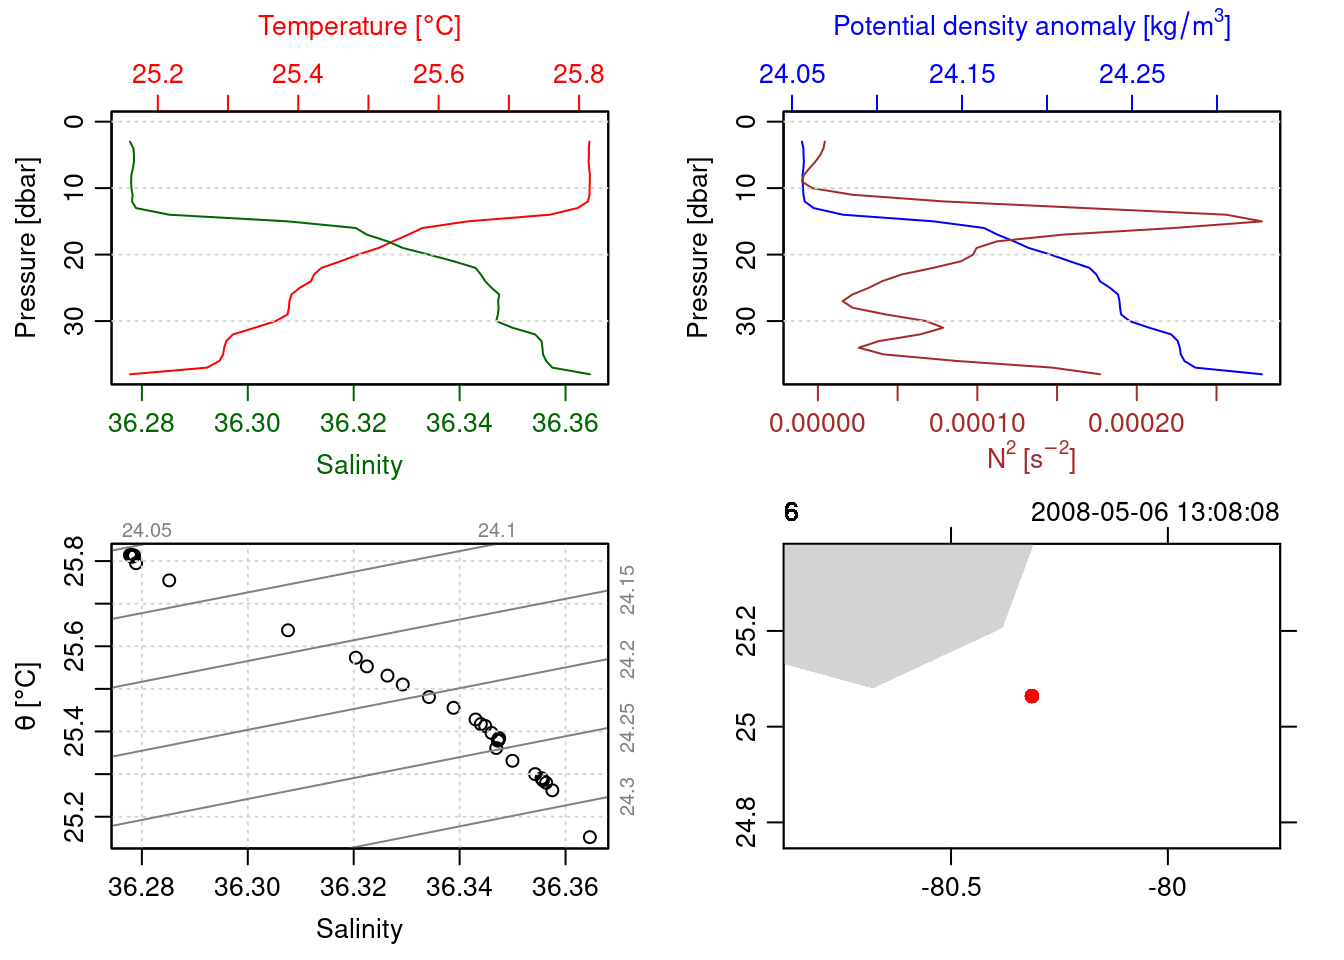 Temperature [°C]
25.2 25.4 25.6 25.8
Pressure [dbar]
0
10
20
30
36.28 36.30 36.32 36.34 36.36
Salinity
Potential density anomaly [kg/m³]
24.05 24.15 24.25
Pressure [dbar]
0
10
20
30
0.00000 0.00010 0.00020
N² [s⁻²]
24.05 24.1
θ [°C]
25.8
25.6
25.4
25.2
24.15
24.2
24.25
24.3
36.28 36.30 36.32 36.34 36.36
Salinity
6 2008-05-06 13:08:08
25.2
25
24.8
-80.5 -80